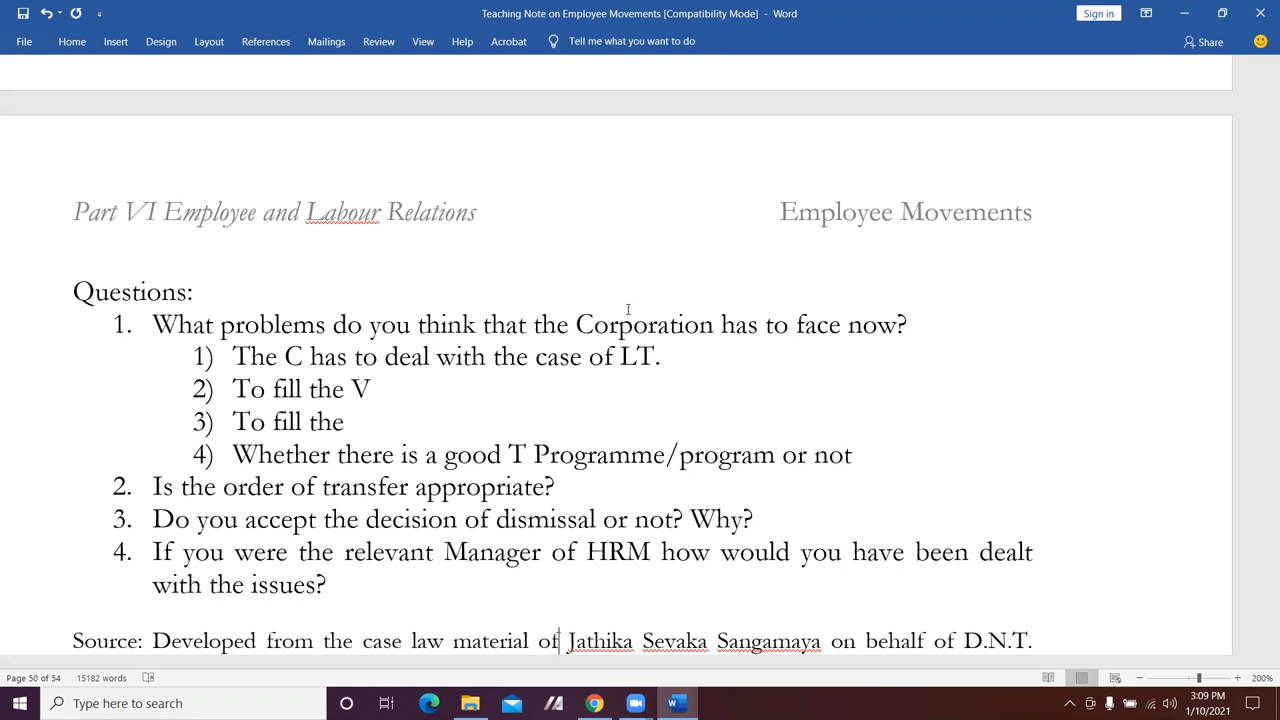 Teaching Note on Employee Movements [Compatibility Mode] - Word
Sign in
File Home Insert Design Layout References Mailings Review View Help Acrobat Tell me what you want to do Share
Part VI Employee and Labour Relations Employee Movements
Questions:
1. What problems do you think that the Corporation has to face now?
1) The C has to deal with the case of LT.
2) To fill the V
3) To fill the
4) Whether there is a good T Programme/program or not
2. Is the order of transfer appropriate?
3. Do you accept the decision of dismissal or not? Why?
4. If you were the relevant Manager of HRM how would you have been dealt
with the issues?
Source: Developed from the case law material of Jathika Sevaka Sangamaya on behalf of D.N.T.
Page 50 of 54 15182 words 200%
Type here to search
3:09 PM
1/10/2021